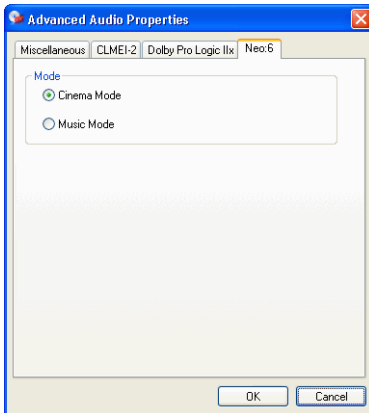 Advanced Audio Properties
Miscellaneous CLMEI-2 Dolby Pro Logic IIx Neo:6
Mode
Cinema Mode
Music Mode
OK Cancel